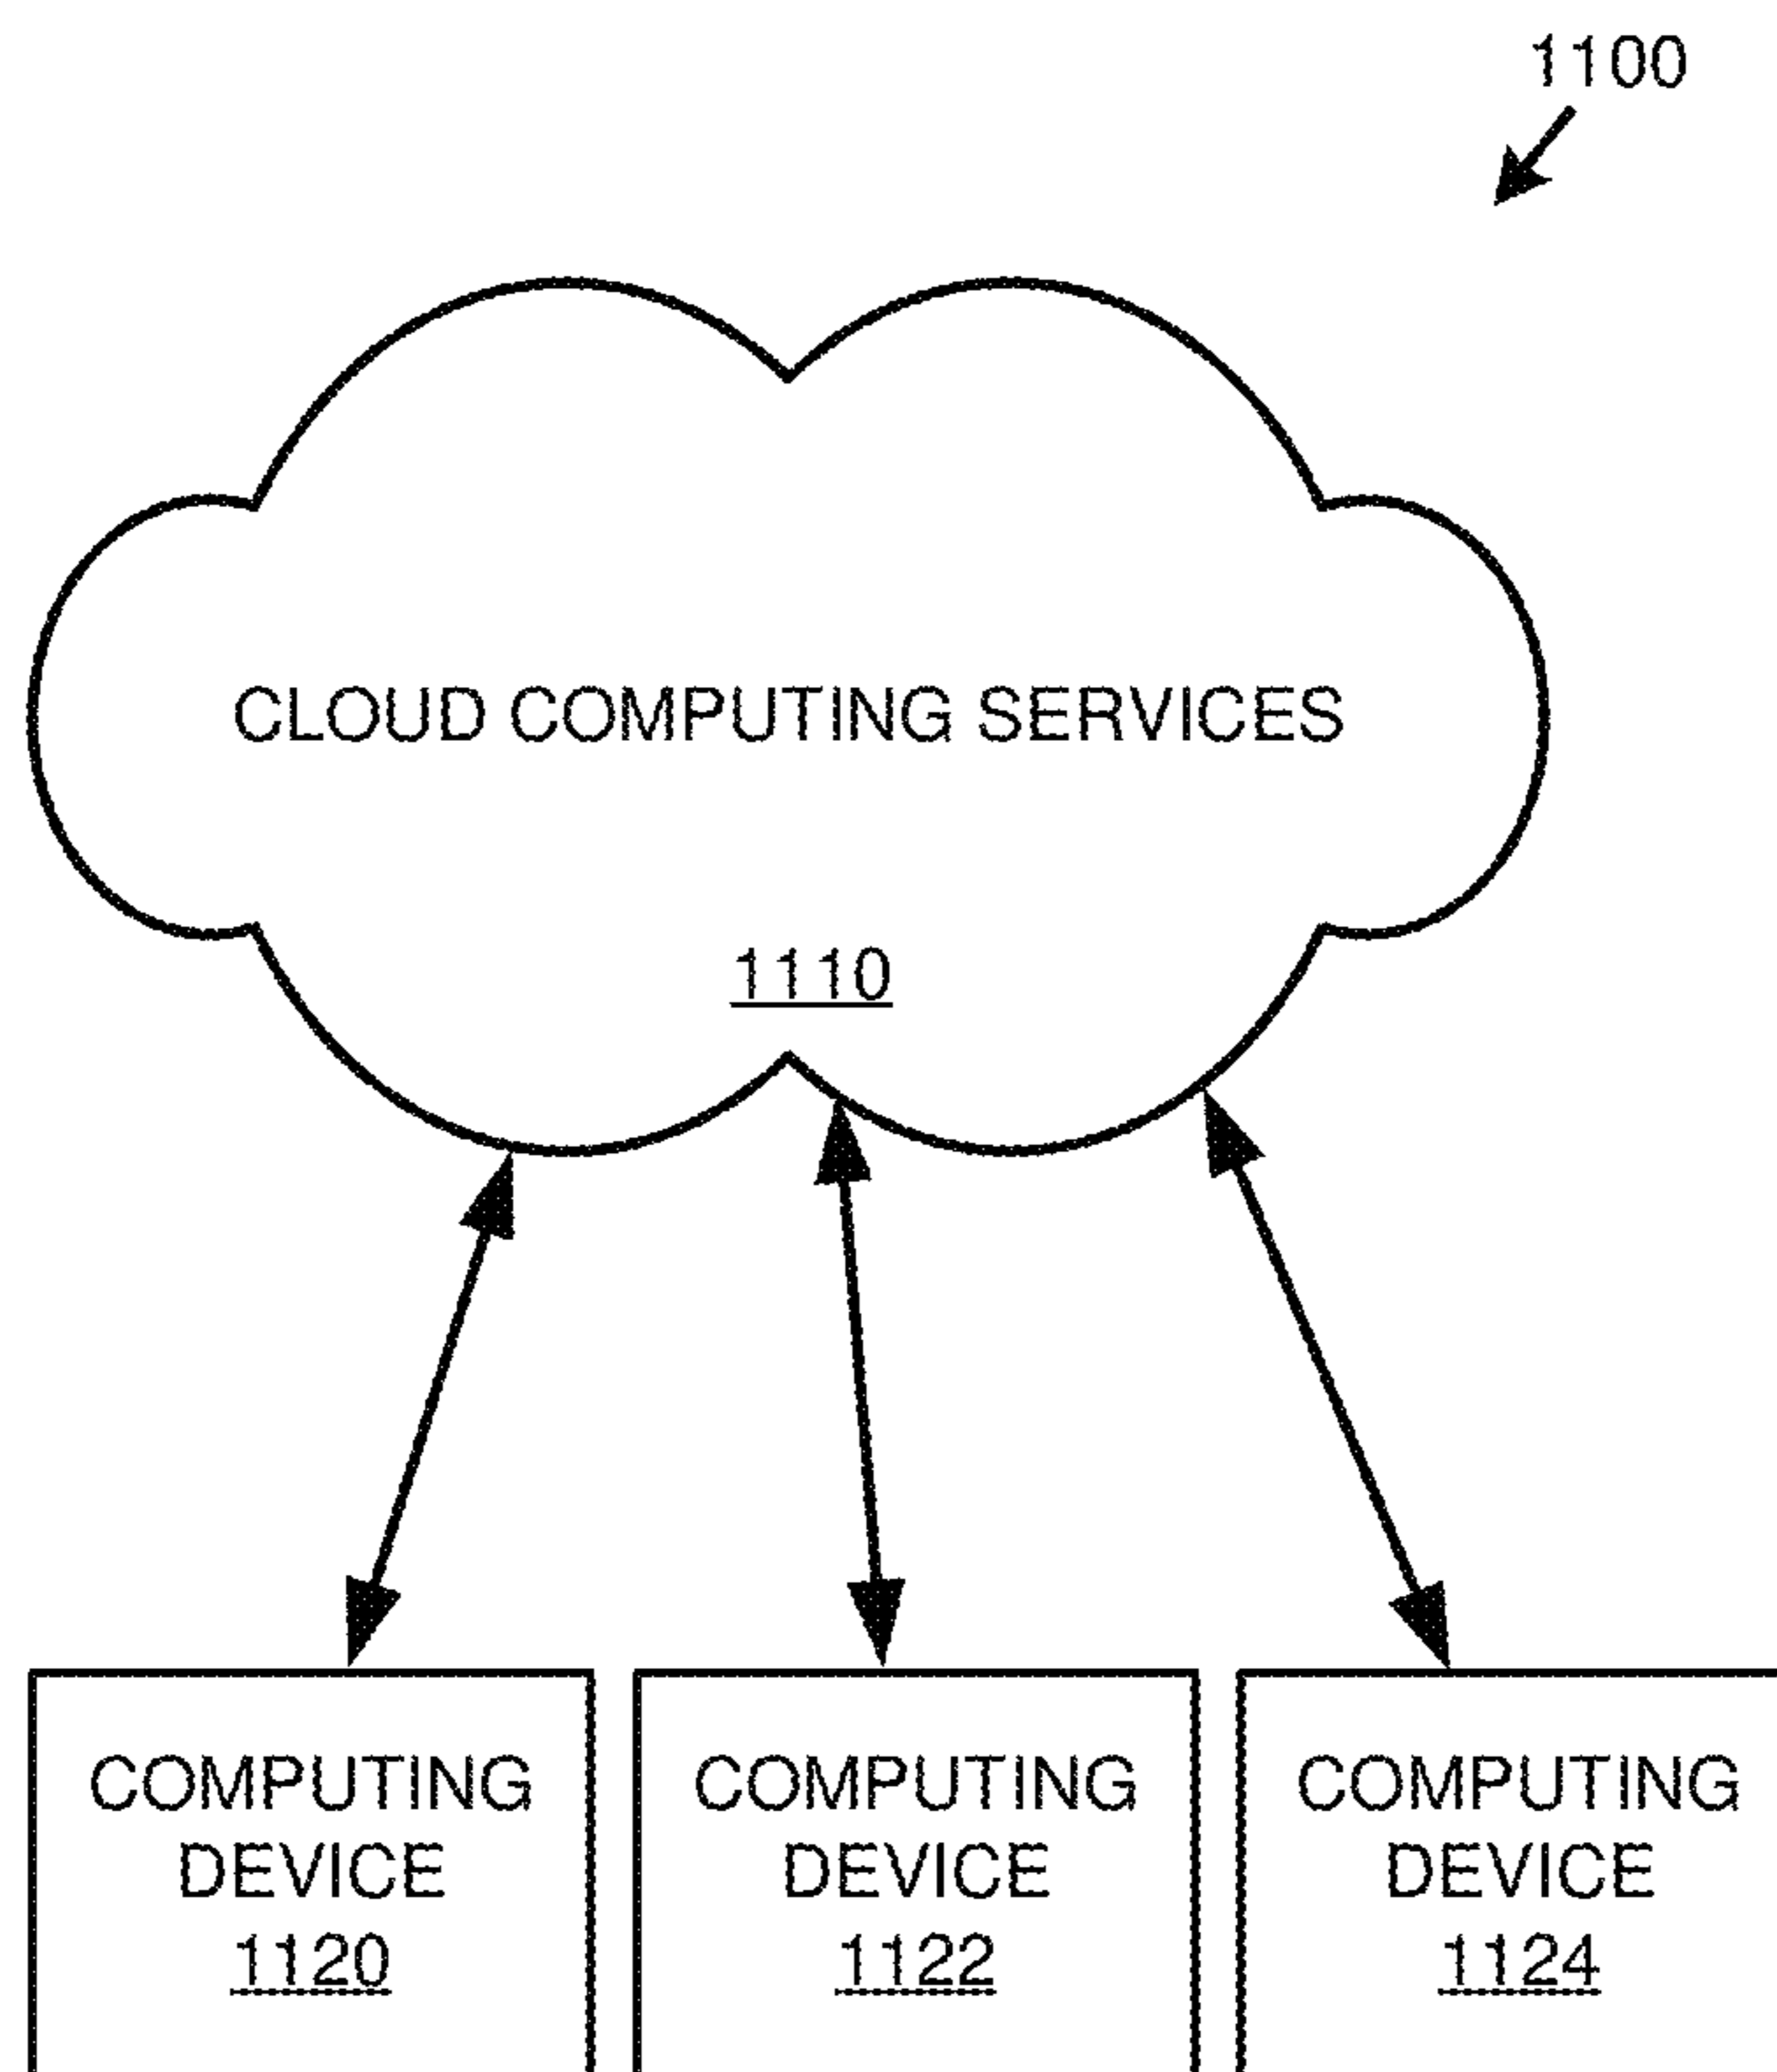 1100
CLOUD COMPUTING SERVICES
1110
COMPUTING
DEVICE
1120
COMPUTING
DEVICE
1122
COMPUTING
DEVICE
1124